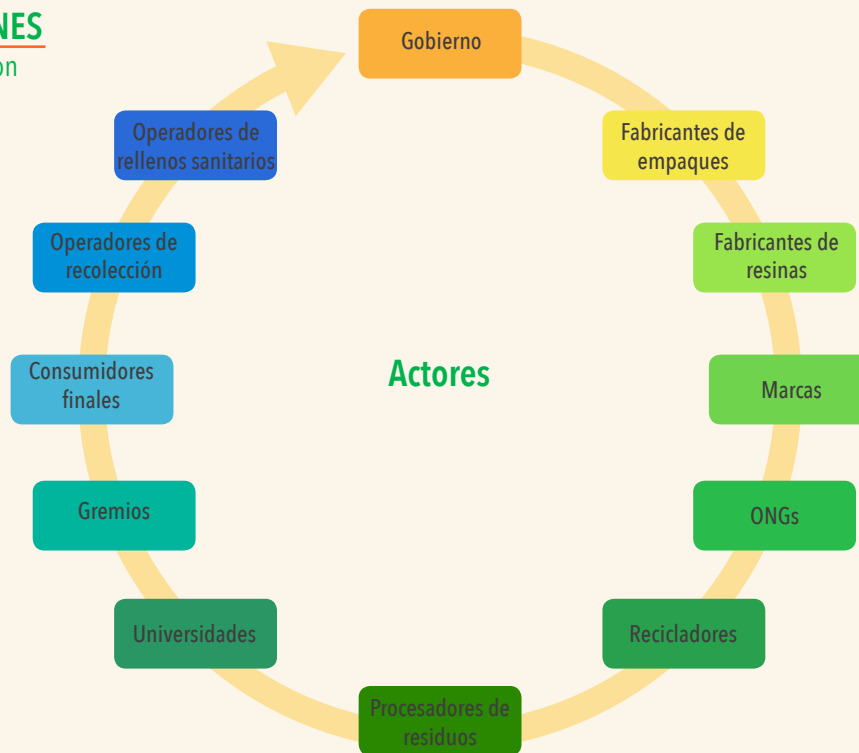 NES
on
Gobierno
Fabricantes de
empaques
Fabricantes de
resinas
Marcas
ONGs
Recicladores
Procesadores de
residuos
Universidades
Gremios
Consumidores
finales
Operadores de
recolección
Operadores de
rellenos sanitarios
Actores